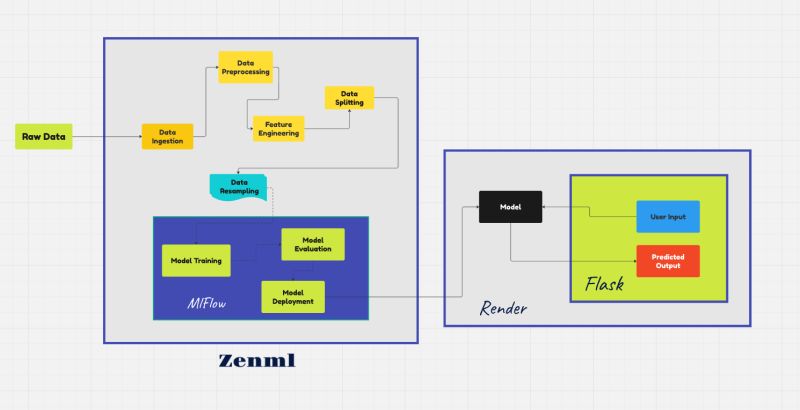 Data
Preprocessing
Data
Splitting
Raw Data
Data
Ingestion
Feature
Engineering
Data
Resampling
Model
User Input
Model
Evaluation
Model Training
Predicted
Output
Model
Deployment
MlFlow
Flask
Render
Zenml